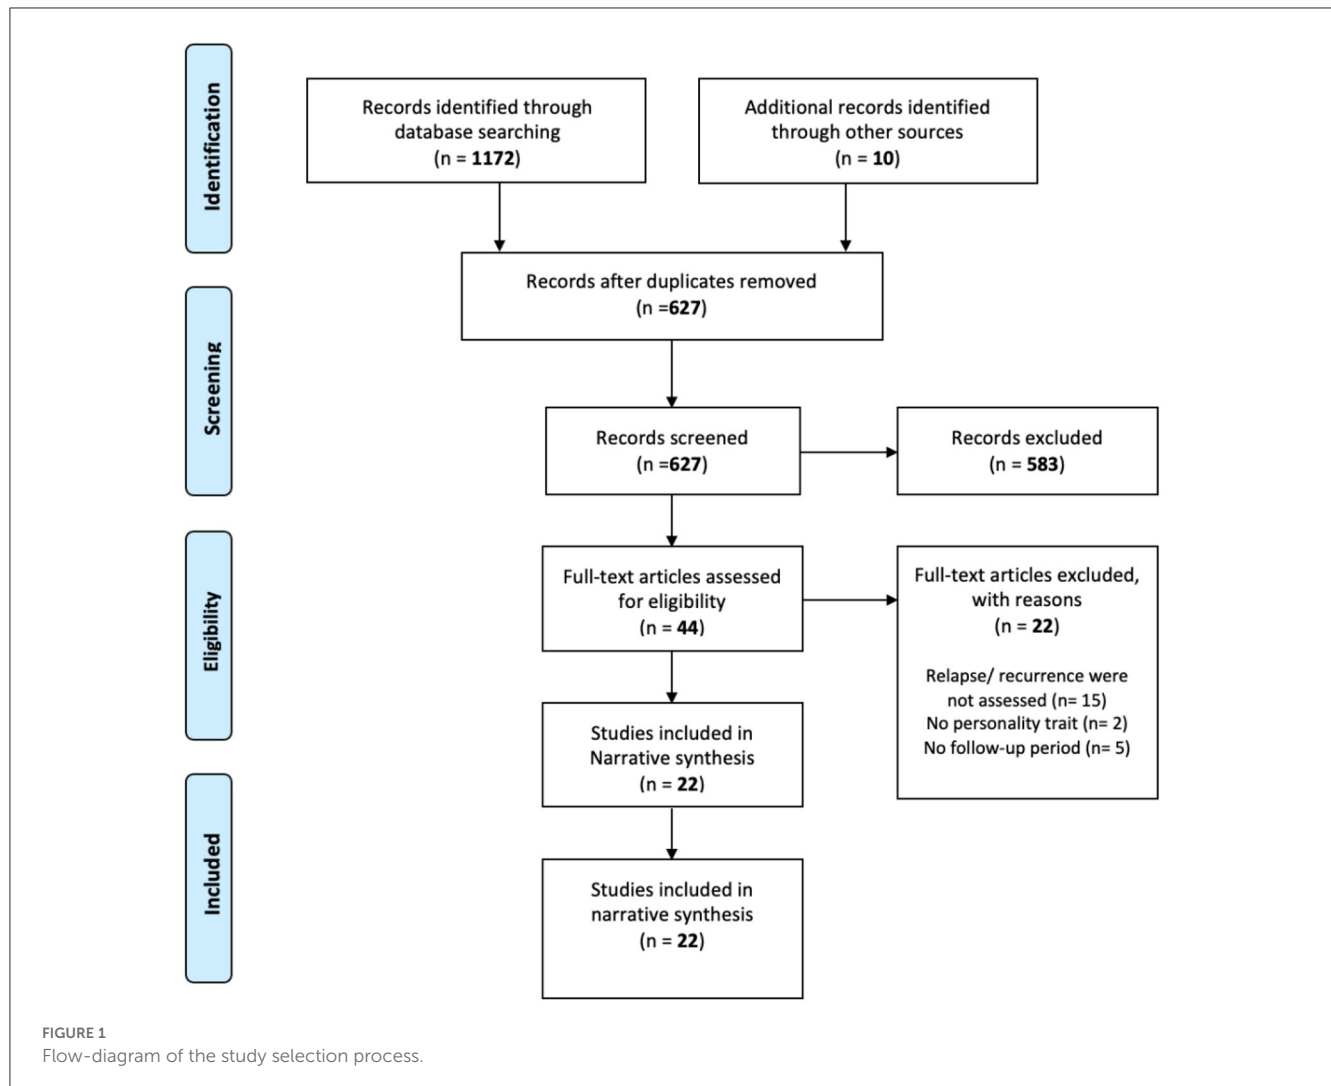 Identification
Records identified through
database searching
(n = 1172)
Additional records identified
through other sources
(n = 10)
Records after duplicates removed
(n =627)
Screening
Records screened
(n =627)
Records excluded
(n = 583)
Eligibility
Full-text articles assessed
for eligibility
(n = 44)
Full-text articles excluded,
with reasons
(n = 22)
Relapse/ recurrence were
not assessed (n= 15)
No personality trait (n= 2)
No follow-up period (n= 5)
Studies included in
Narrative synthesis
(n = 22)
Included
Studies included in
narrative synthesis
(n = 22)
FIGURE 1
Flow-diagram of the study selection process.